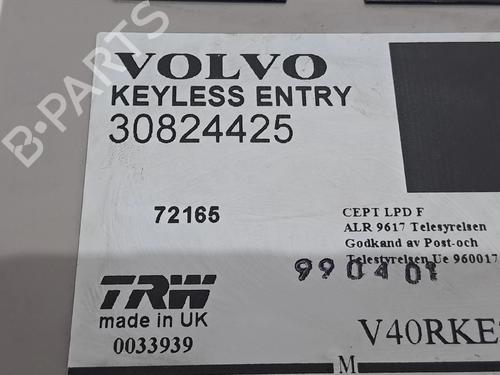 VOLVO
KEYLESS ENTRY
30824425
72165
CEPT LPD F
ALR 9617 Telesyrelsen
Godkand av Post-och
Telestyrelsen Ue 960017
990401
TRW
made in UK
0033939
V40RKE
M
B-PARTS